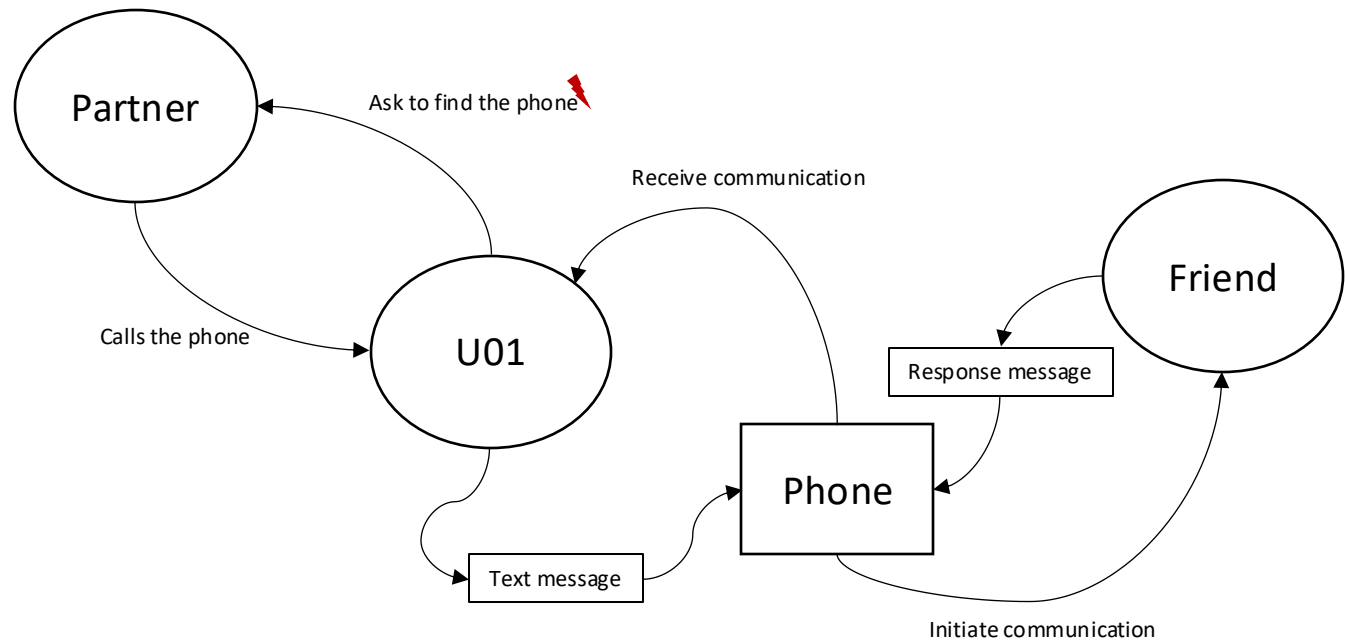 Partner
Ask to find the phone
Receive communication
Friend
Calls the phone
U01
Response message
Phone
Text message
Initiate communication